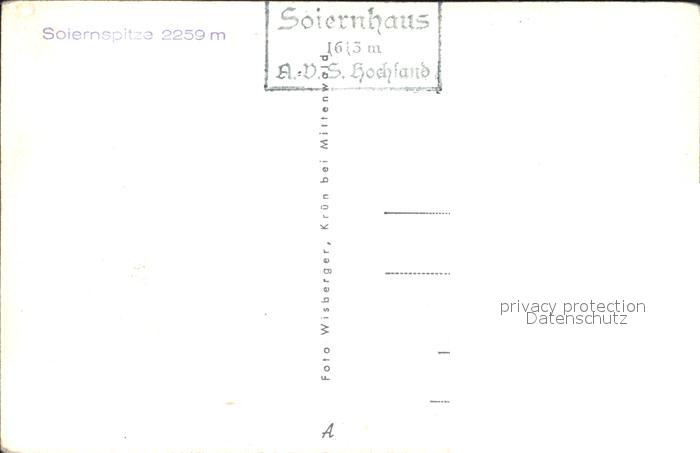 Soiernspitze 2259 m
Soiernhaus
1613 m
A.-V.S. Hochland
Foto Wisberger, Krün bei Mittenwald
privacy protection
Datenschutz
A